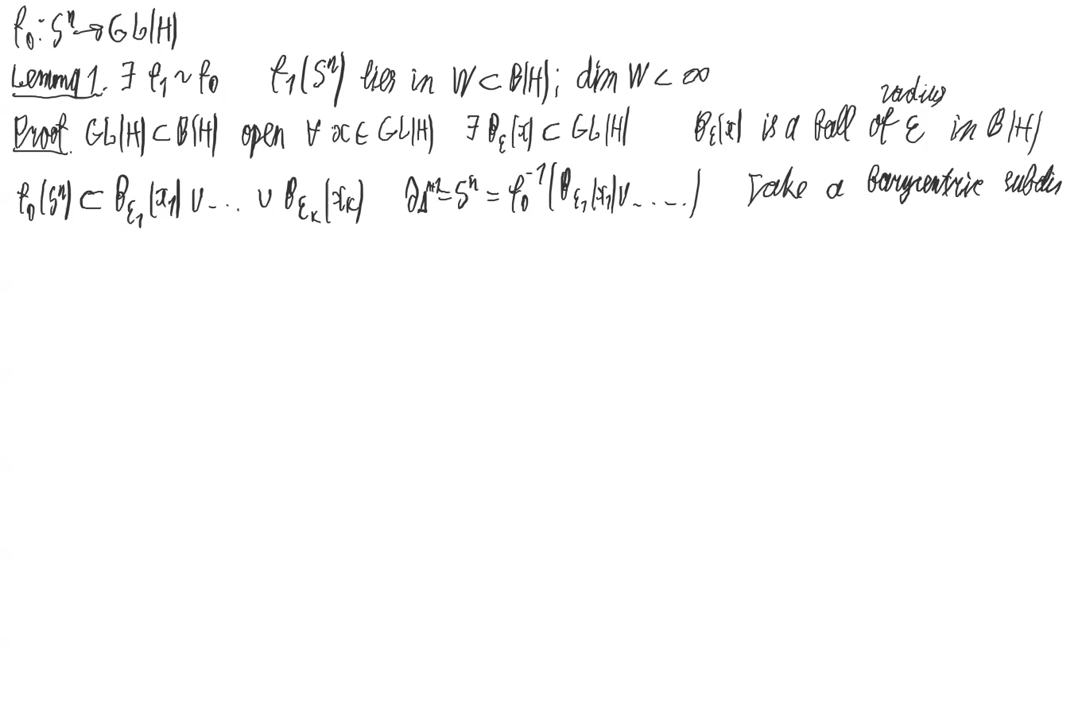 f₀: Sⁿ → GL(H)
Lemma 1. ∃ f₁ ~ f₀ f₁(Sⁿ) lies in W ⊂ B(H); dim W < ∞
Proof GL(H) ⊂ B(H) open ∀ x ∈ GL(H) ∃ B_ε(x) ⊂ GL(H) B_ε(x) is a ball of radius ε in B(H)
f₀(Sⁿ) ⊂ B_ε₁(x₁) ∪ ... ∪ B_εₖ(xₖ) ∂Δⁿ⁺¹ = Sⁿ = f₀⁻¹(B_ε₁(x₁) ∪ ....) Take a barycentric subdiv